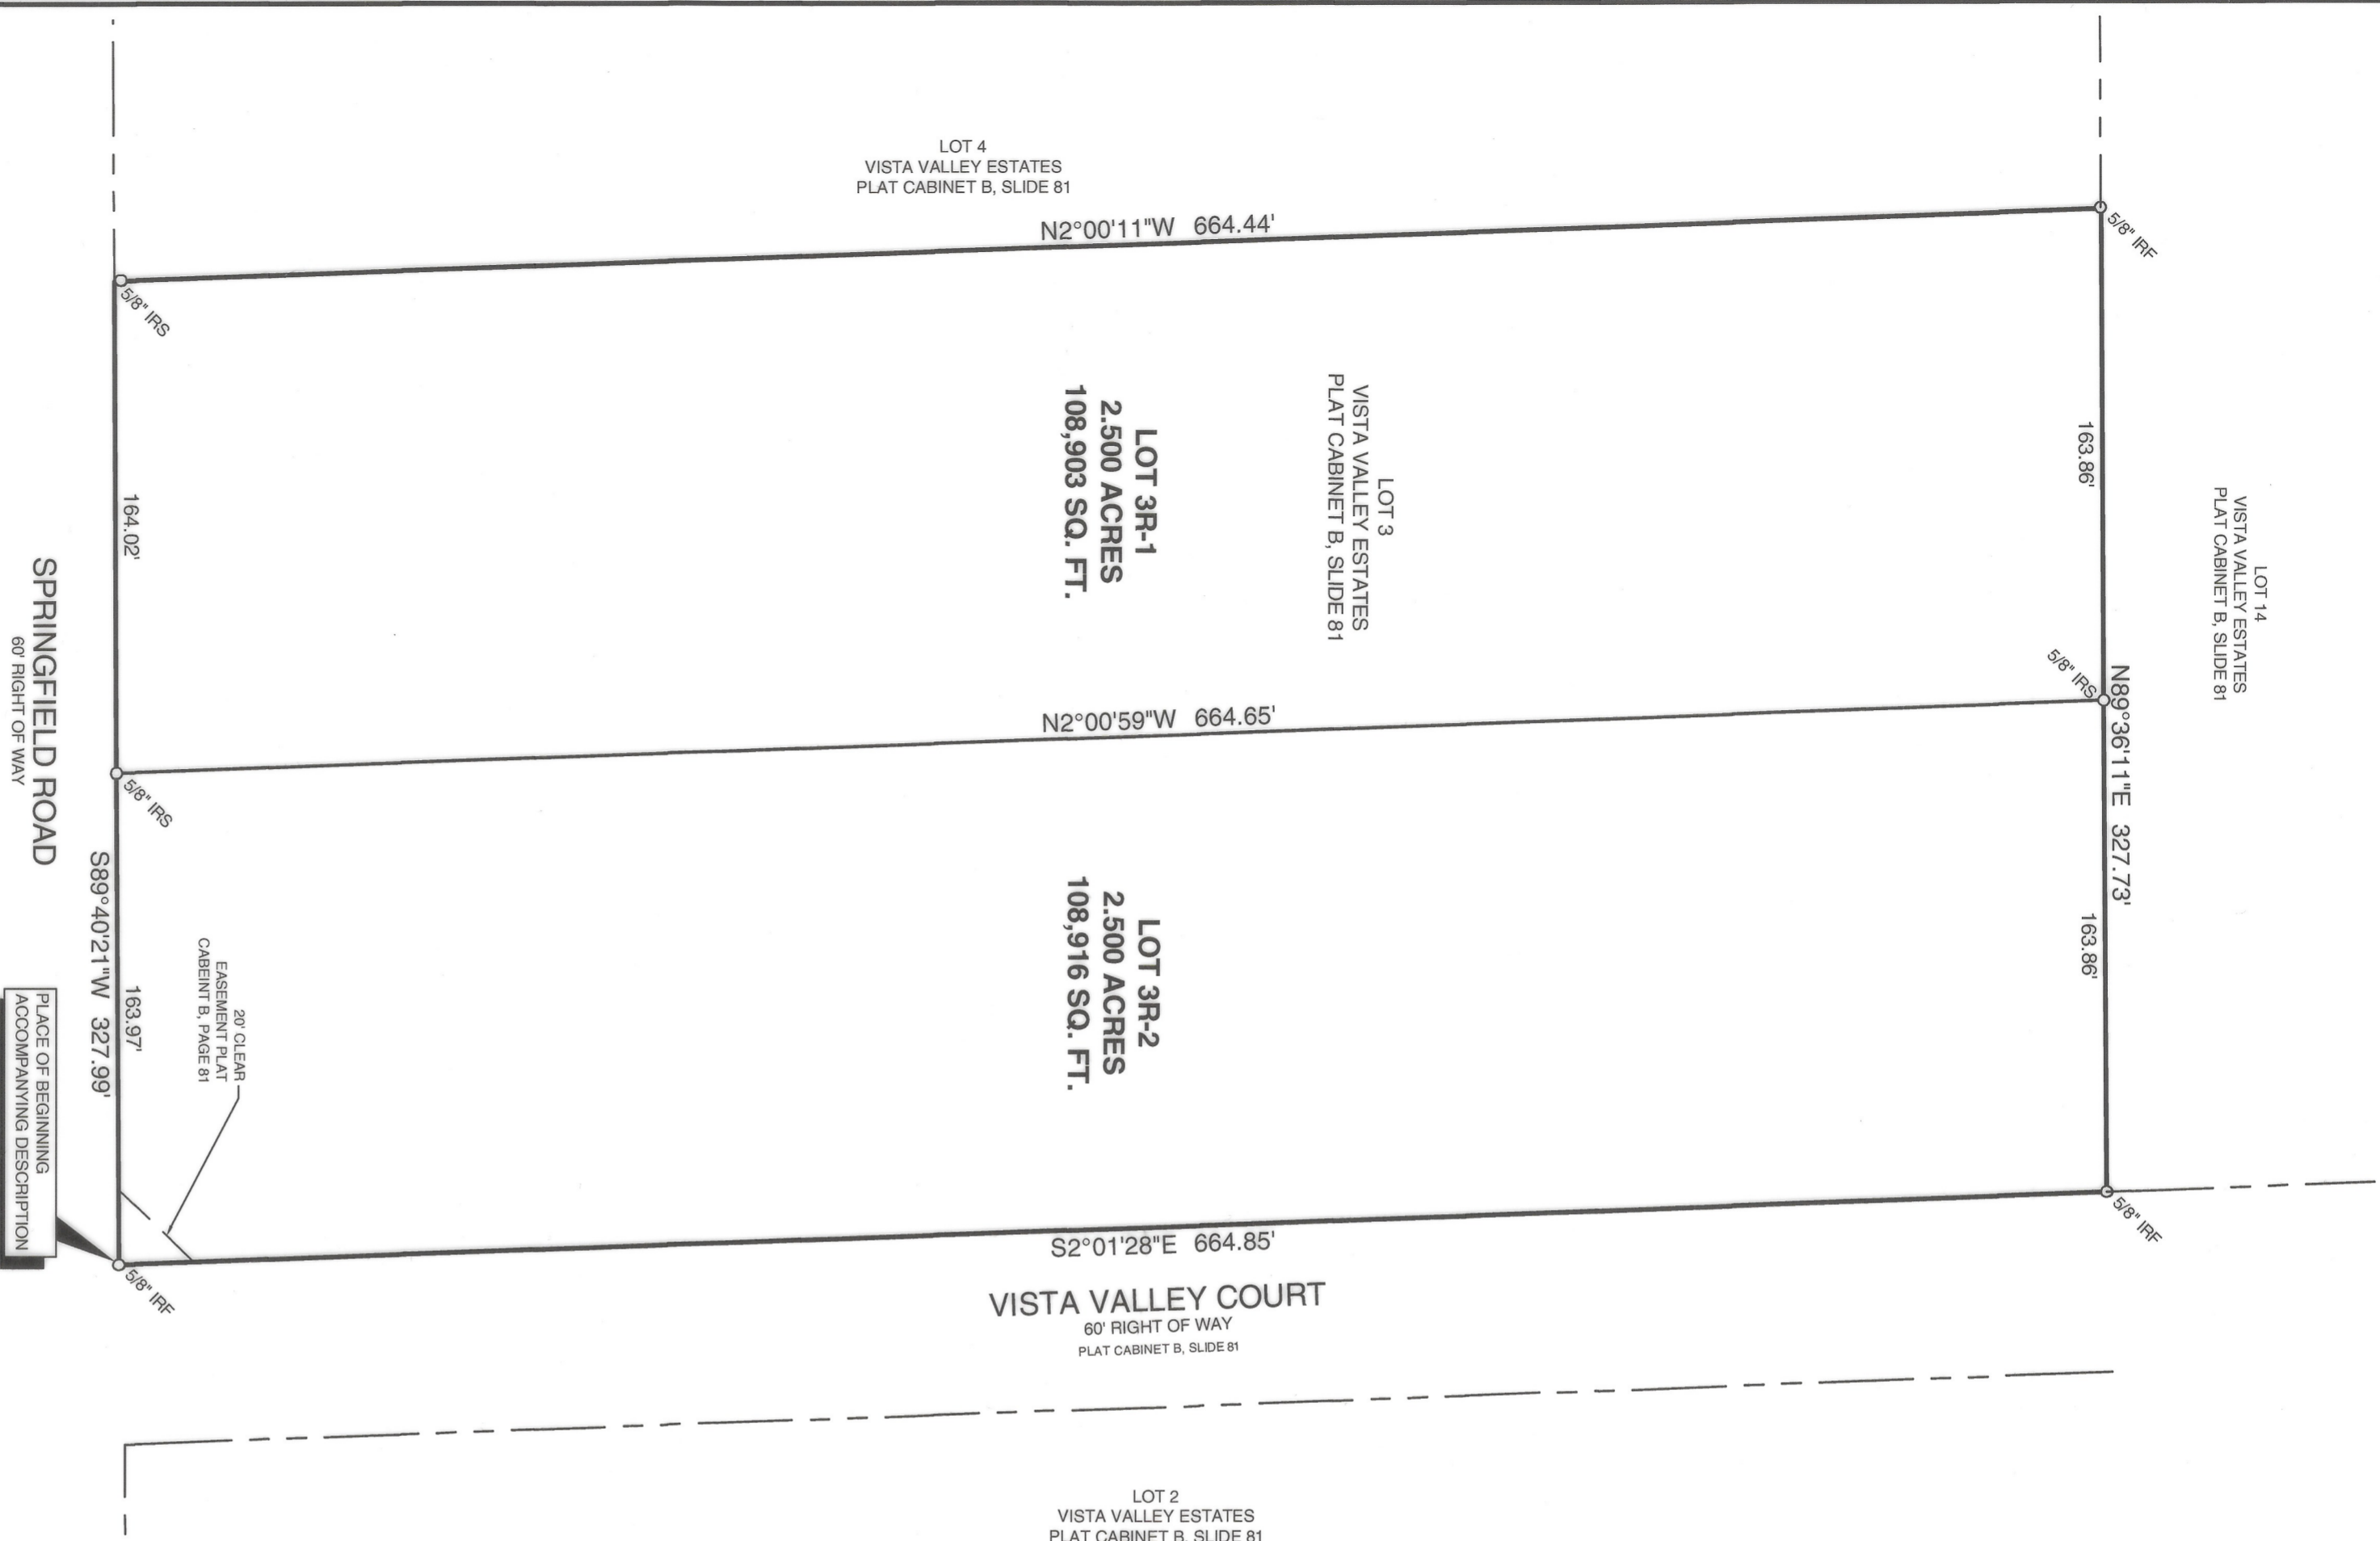 LOT 4
VISTA VALLEY ESTATES
PLAT CABINET B, SLIDE 81
N2°00'11"W 664.44'
5/8" IRF
5/8" IRS
163.86'
LOT 14
VISTA VALLEY ESTATES
PLAT CABINET B, SLIDE 81
LOT 3
VISTA VALLEY ESTATES
PLAT CABINET B, SLIDE 81
LOT 3R-1
2.500 ACRES
108,903 SQ. FT.
164.02'
5/8" IRS
N89°36'11"E 327.73'
N2°00'59"W 664.65'
5/8" IRS
SPRINGFIELD ROAD
60' RIGHT OF WAY
S89°40'21"W 327.99'
163.97'
163.86'
LOT 3R-2
2.500 ACRES
108,916 SQ. FT.
20' CLEAR
EASEMENT PLAT
CABEINT B, PAGE 81
PLACE OF BEGINNING
ACCOMPANYING DESCRIPTION
5/8" IRF
5/8" IRF
S2°01'28"E 664.85'
VISTA VALLEY COURT
60' RIGHT OF WAY
PLAT CABINET B, SLIDE 81
LOT 2
VISTA VALLEY ESTATES
PLAT CABINET B, SLIDE 81